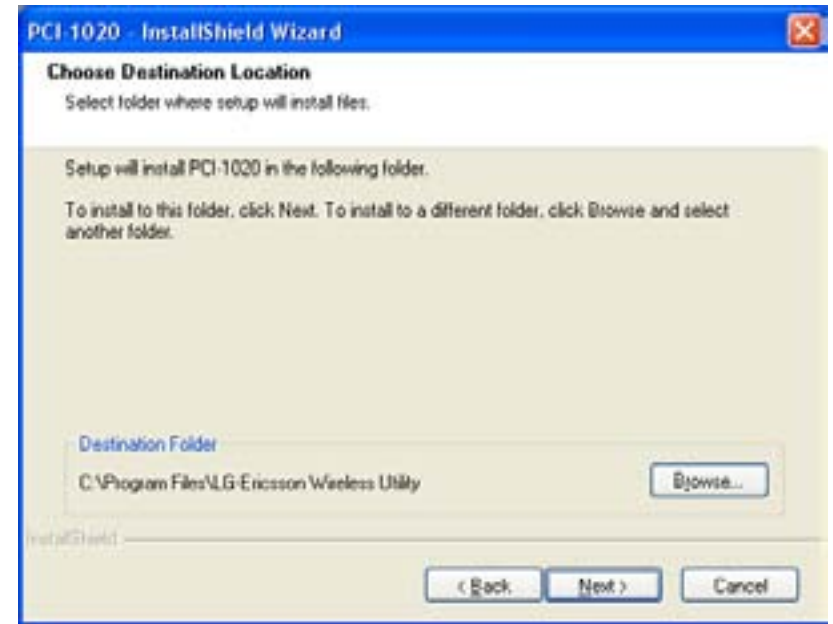 PCI-1020 - InstallShield Wizard
Choose Destination Location
Select folder where setup will install files.
Setup will install PCI-1020 in the following folder.
To install to this folder, click Next. To install to a different folder, click Browse and select
another folder.
Destination Folder
C:\Program Files\LG-Ericsson Wireless Utility
Browse...
InstallShield
< Back
Next >
Cancel